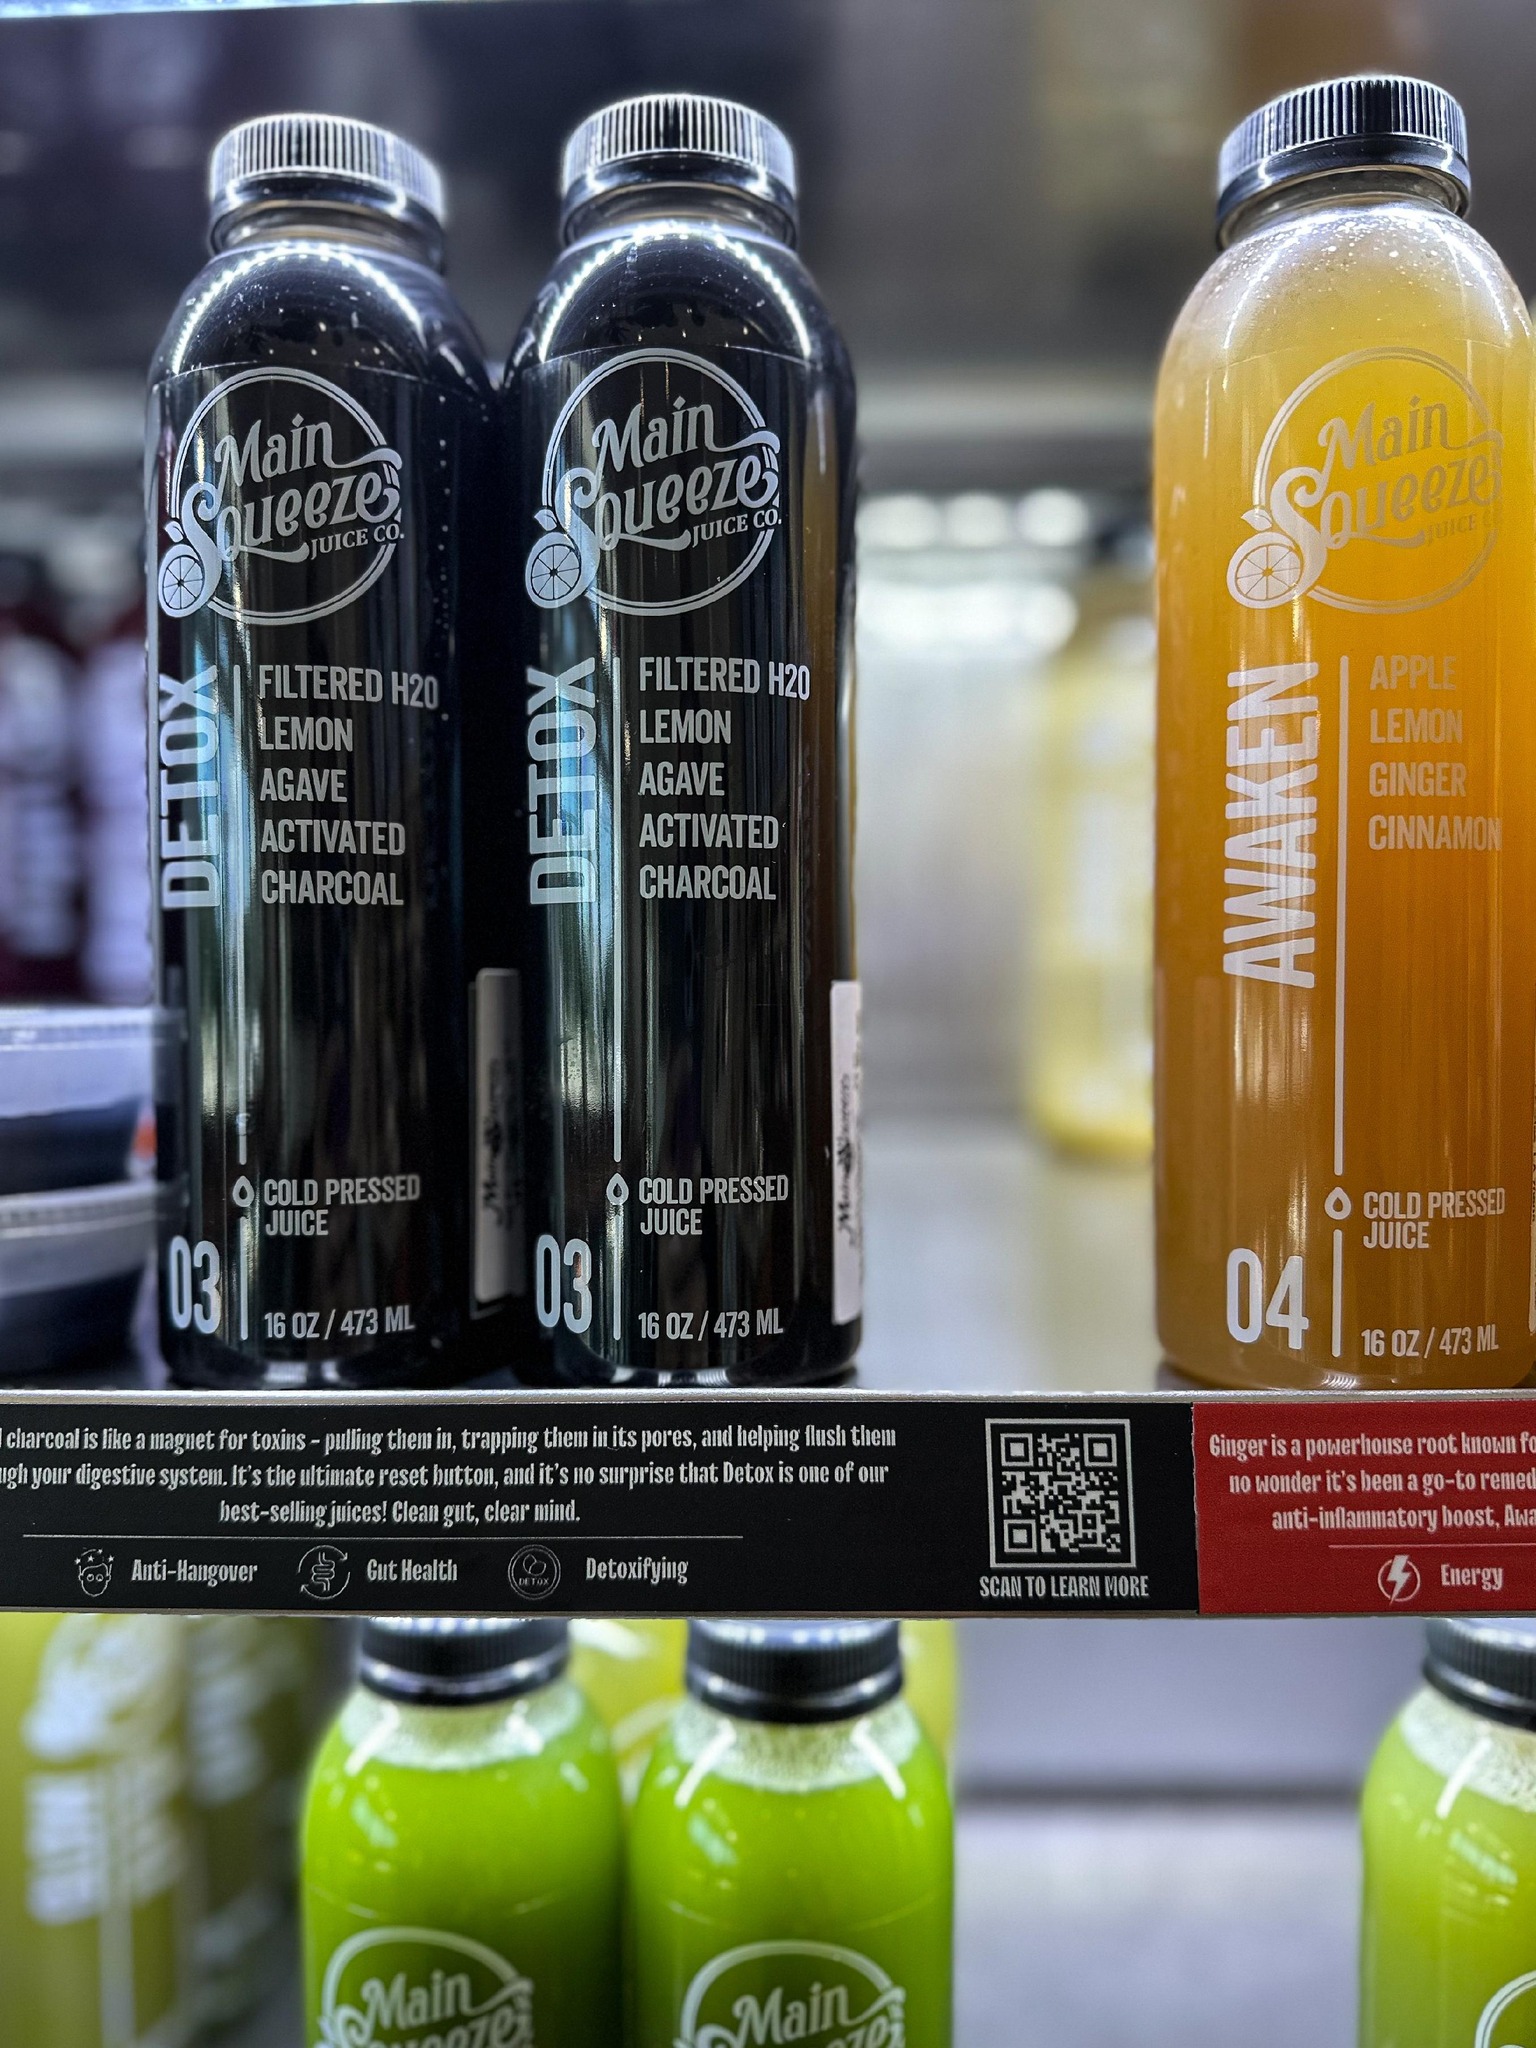 Main
Squeeze
JUICE CO.
DETOX
FILTERED H20
LEMON
AGAVE
ACTIVATED
CHARCOAL
COLD PRESSED
JUICE
03
16 OZ / 473 ML
Main
Squeeze
JUICE CO.
DETOX
FILTERED H20
LEMON
AGAVE
ACTIVATED
CHARCOAL
COLD PRESSED
JUICE
03
16 OZ / 473 ML
Main
Squeeze
JUICE
AWAKEN
APPLE
LEMON
GINGER
CINNAMON
COLD PRESSED
JUICE
04
16 OZ / 473 ML
charcoal is like a magnet for toxins - pulling them in, trapping them in its pores, and helping flush them
your digestive system. It's the ultimate reset button, and it's no surprise that Detox is one of our
best-selling juices! Clean gut, clear mind.
Anti-Hangover
Gut Health
DETOX
Detoxifying
SCAN TO LEARN MORE
Ginger is a powerhouse root known
no wonder it's been a go-to
anti-inflammatory boost,
Energy
Main
Squeeze
Main
Squeeze